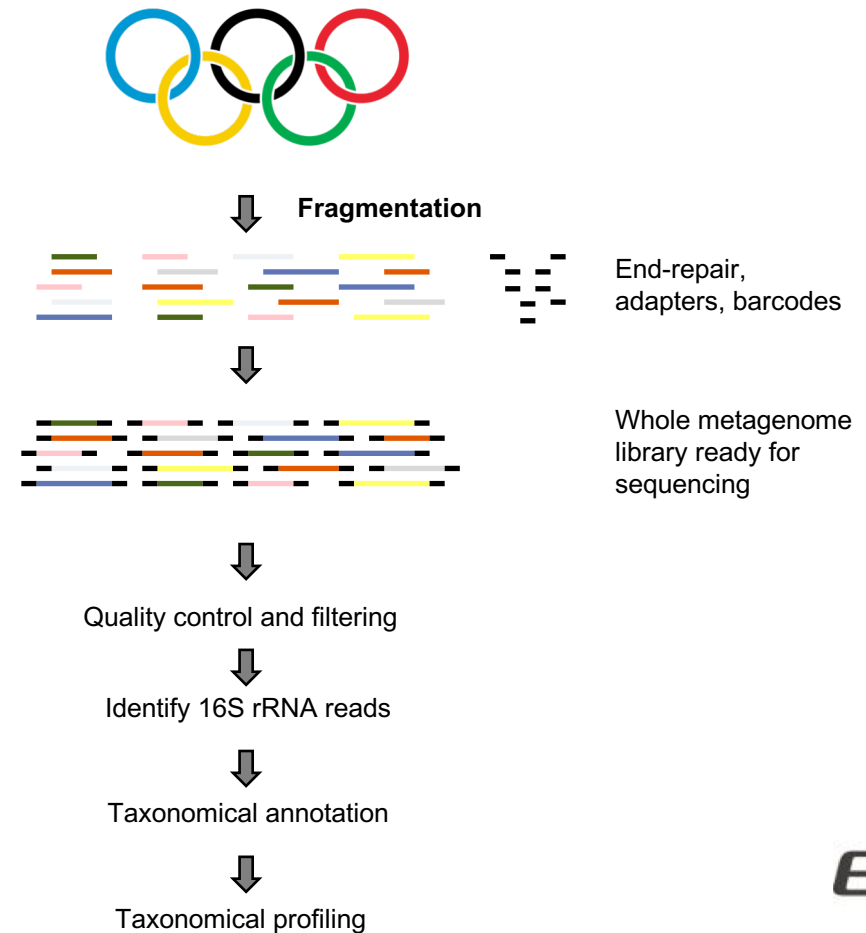 Fragmentation
End-repair,
adapters, barcodes
Whole metagenome
library ready for
sequencing
Quality control and filtering
Identify 16S rRNA reads
Taxonomical annotation
Taxonomical profiling